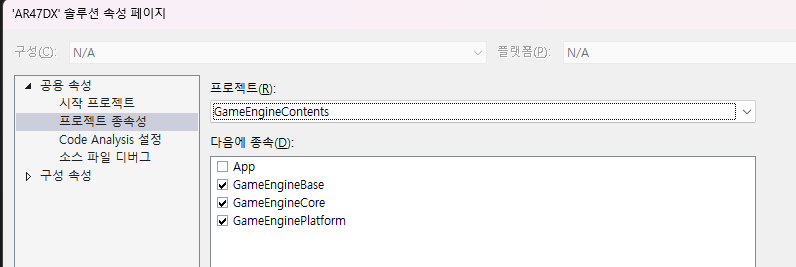 'AR47DX' 솔루션 속성 페이지
구성(C): N/A 플랫폼(P): N/A
공용 속성
시작 프로젝트
프로젝트 종속성
Code Analysis 설정
소스 파일 디버그
구성 속성
프로젝트(R):
GameEngineContents
다음에 종속(D):
App
GameEngineBase
GameEngineCore
GameEnginePlatform